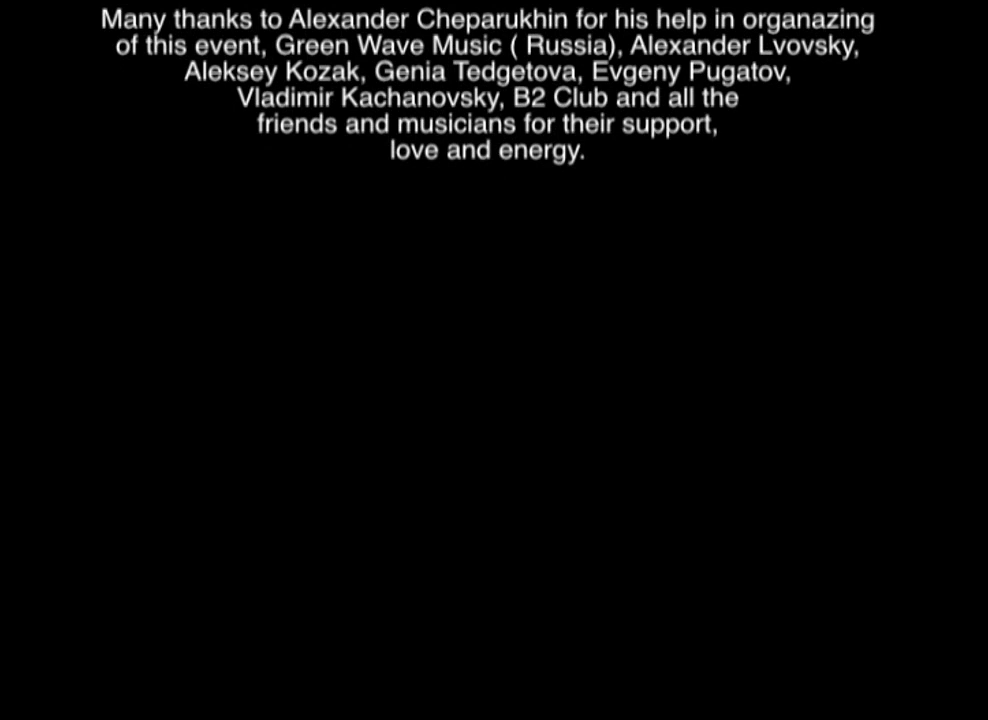 Many thanks to Alexander Cheparukhin for his help in organazing
of this event, Green Wave Music ( Russia), Alexander Lvovsky,
Aleksey Kozak, Genia Tedgetova, Evgeny Pugatov,
Vladimir Kachanovsky, B2 Club and all the
friends and musicians for their support,
love and energy.